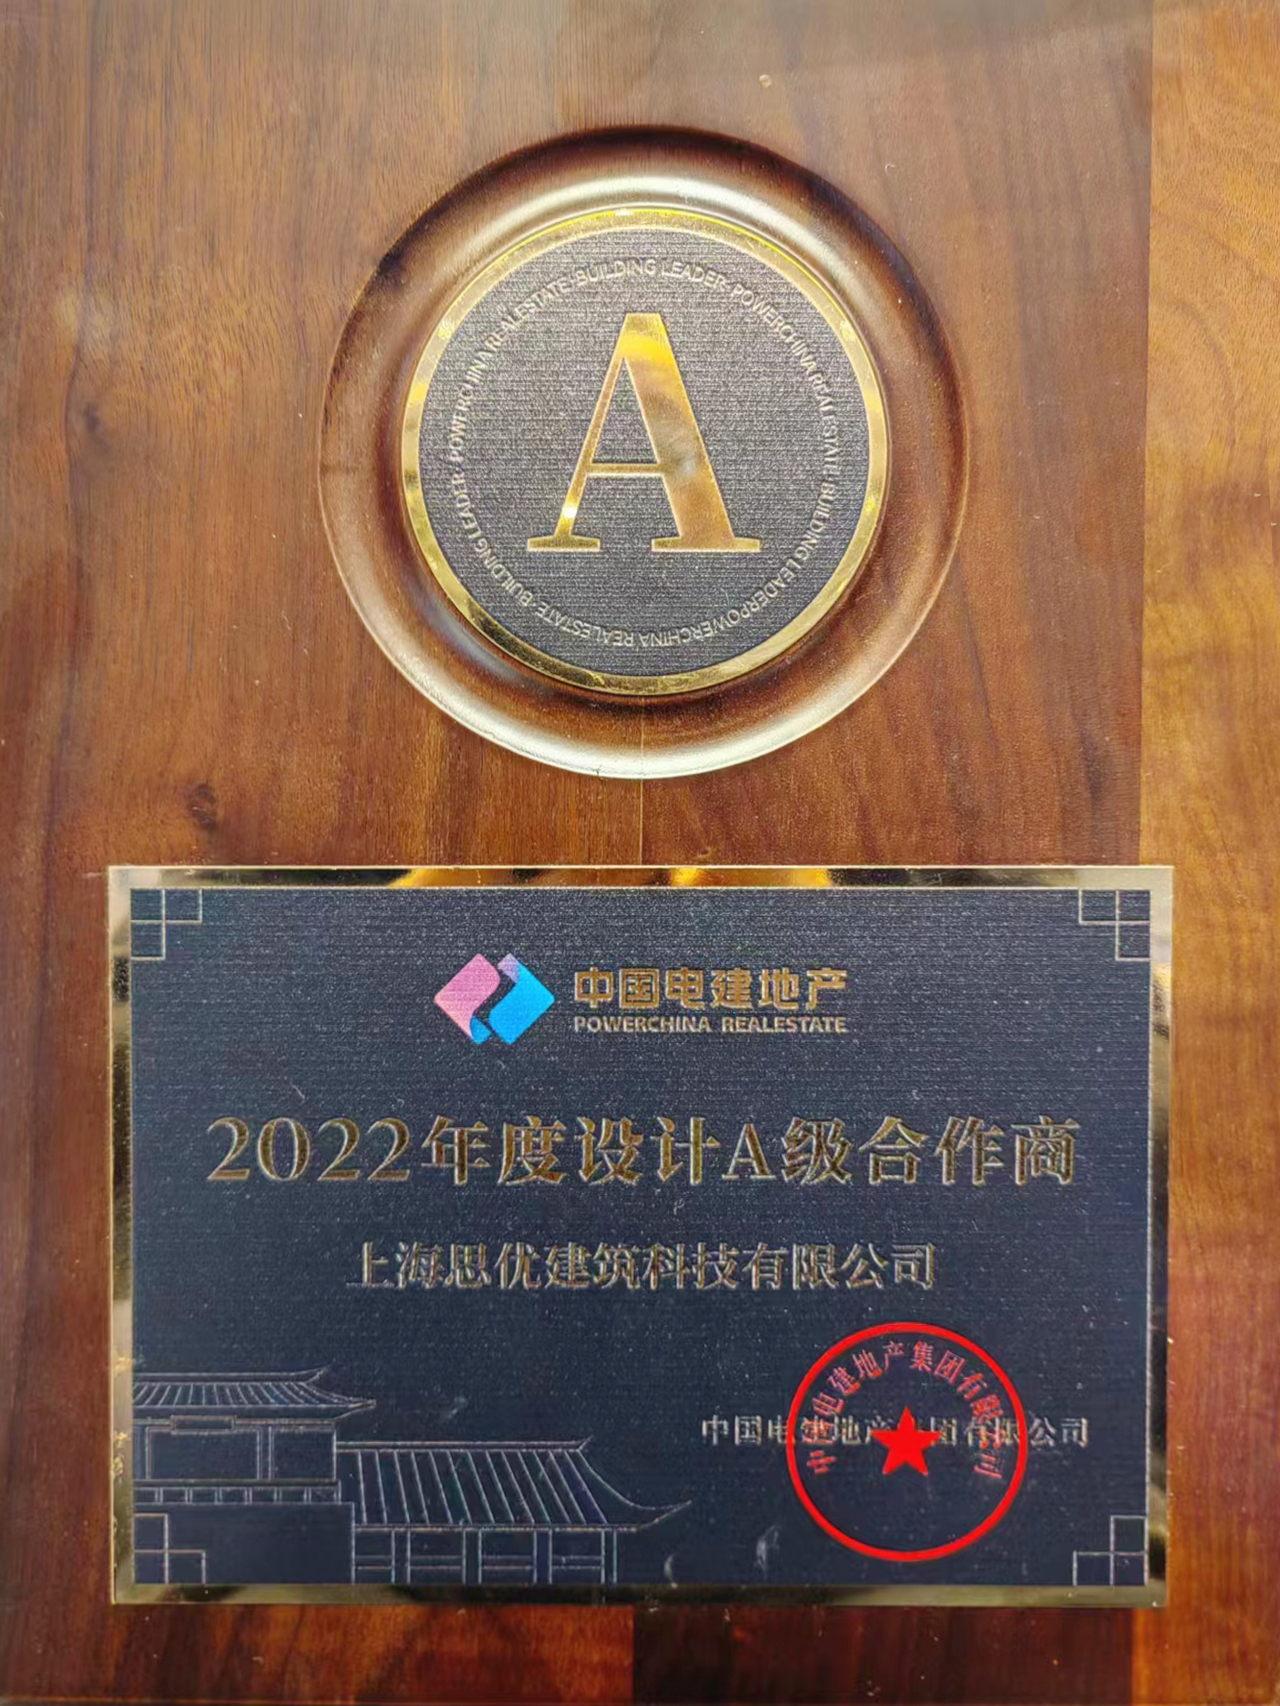 POWERCHINA REALESTATE·BUILDING LEADER·POWERCHINA REALESTATE·BUILDING LEADERPOWERCHINA REALESTATE·BUILDING LEADER·
A
中国电建地产
POWERCHINA REALESTATE
2022年度设计A级合作商
上海思优建筑科技有限公司
中国电建地产集团有限公司
中国电建地产集团有限公司